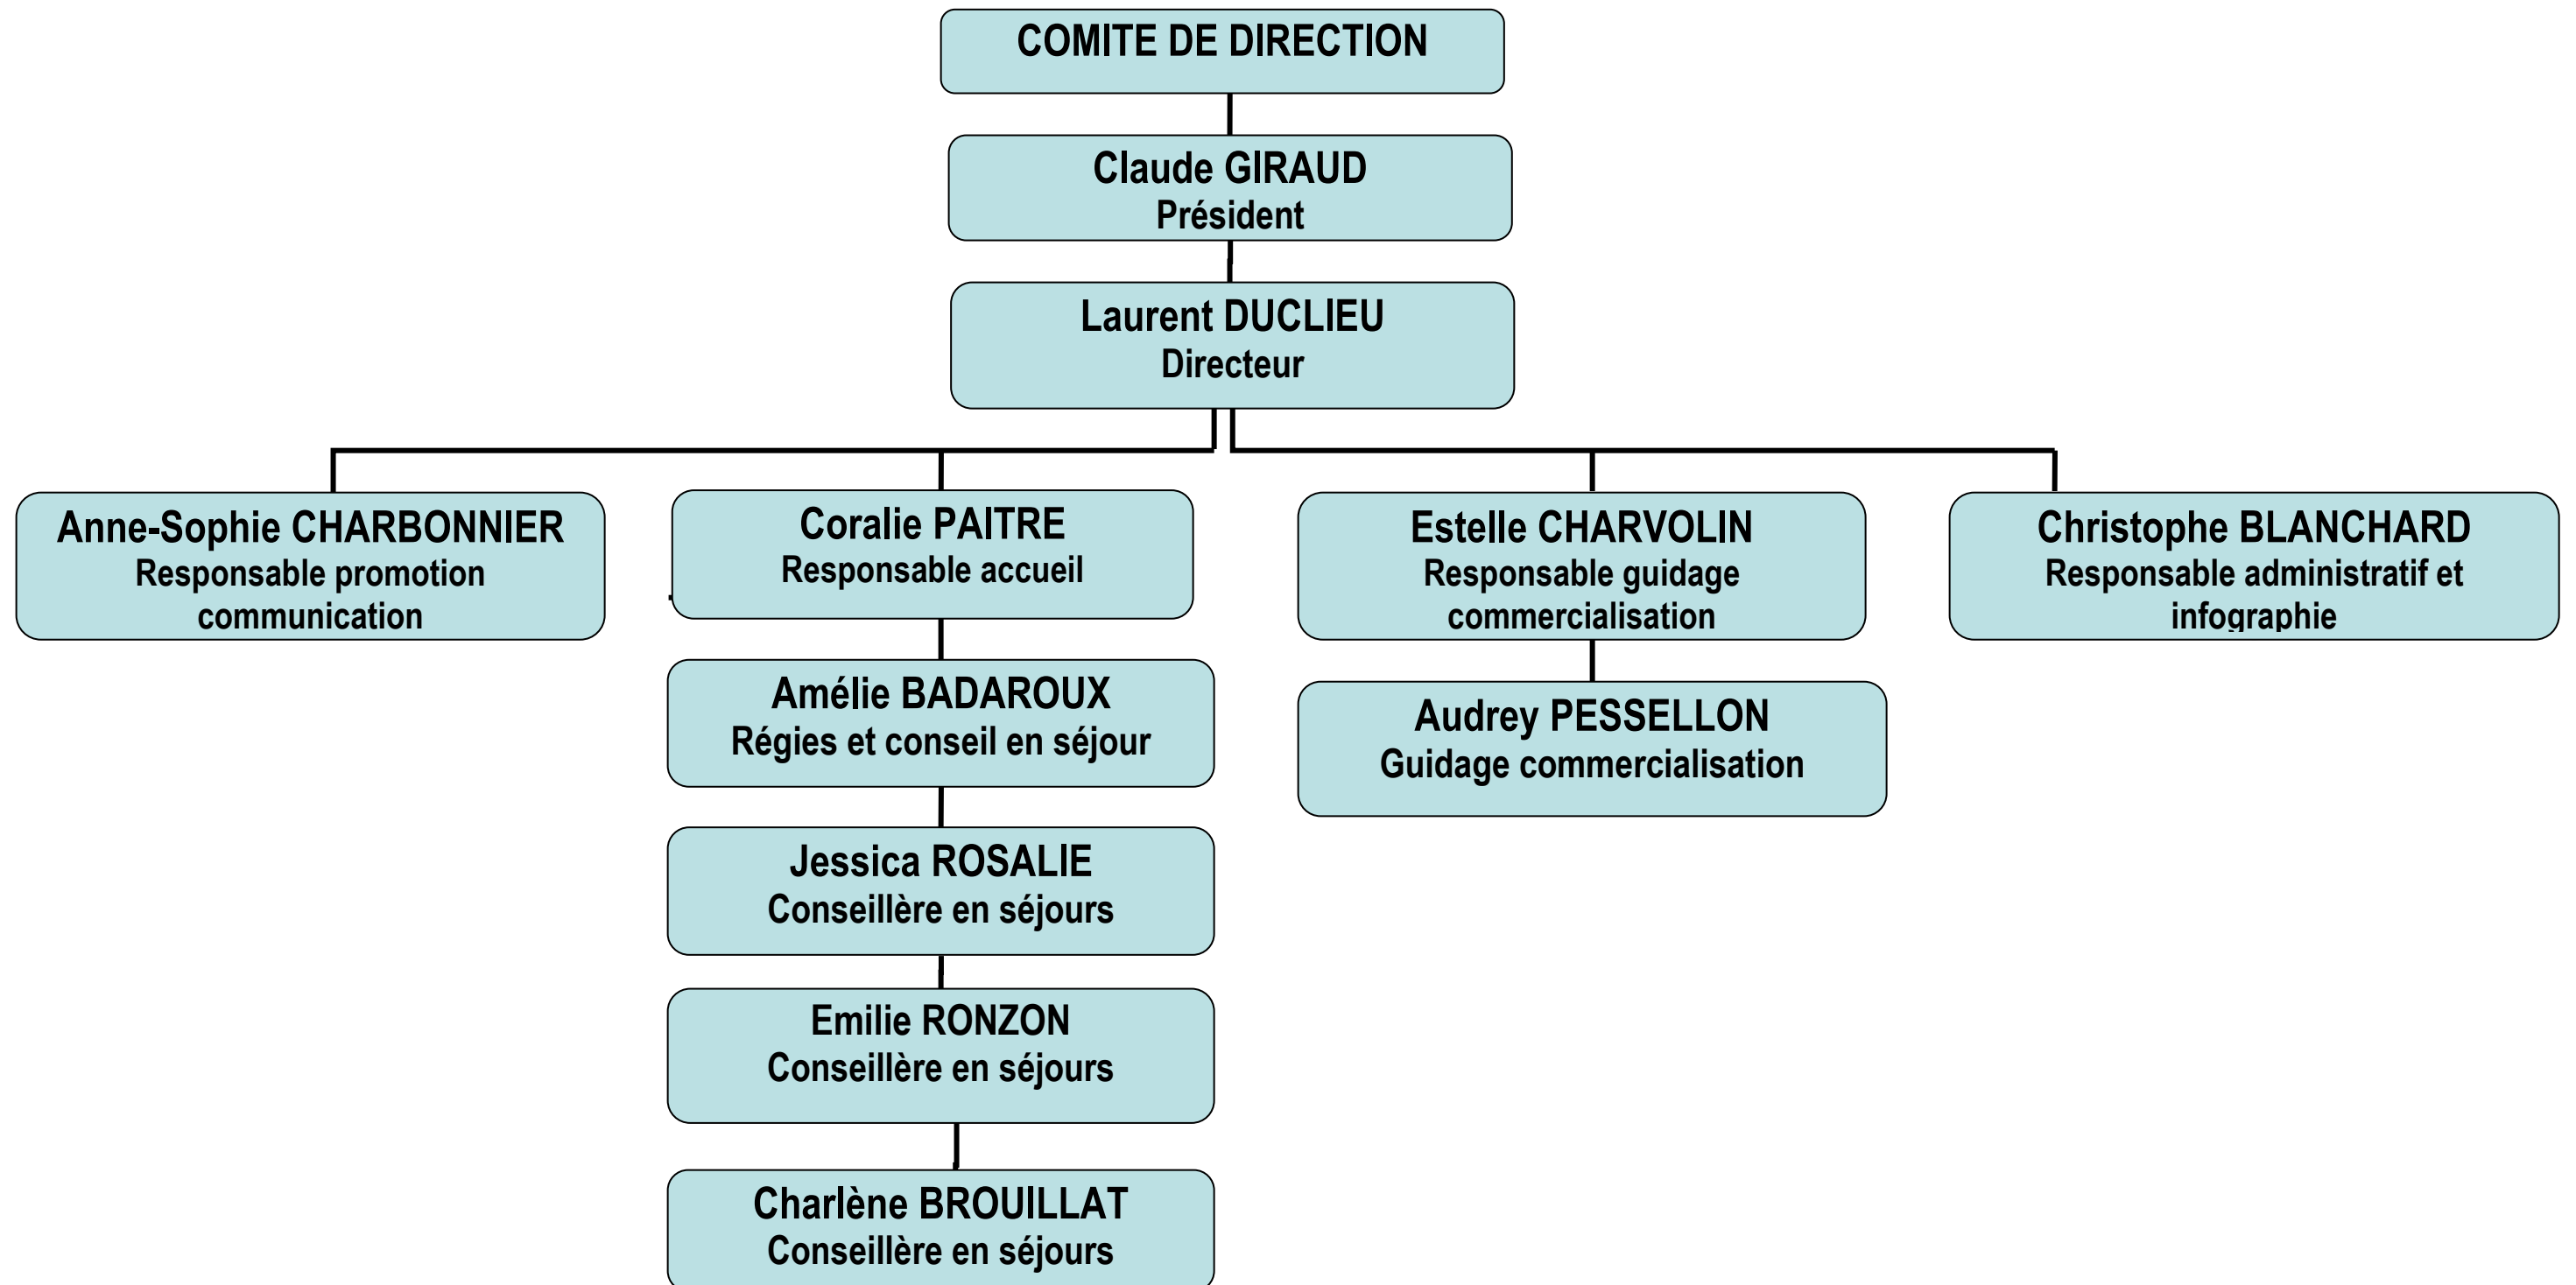 COMITE DE DIRECTION
Claude GIRAUD
Président
Laurent DUCLIEU
Directeur
Anne-Sophie CHARBONNIER
Responsable promotion
communication
Coralie PAITRE
Responsable accueil
Estelle CHARVOLIN
Responsable guidage
commercialisation
Christophe BLANCHARD
Responsable administratif et
infographie
Amélie BADAROUX
Régies et conseil en séjour
Audrey PESSELLON
Guidage commercialisation
Jessica ROSALIE
Conseillère en séjours
Emilie RONZON
Conseillère en séjours
Charlène BROUILLAT
Conseillère en séjours